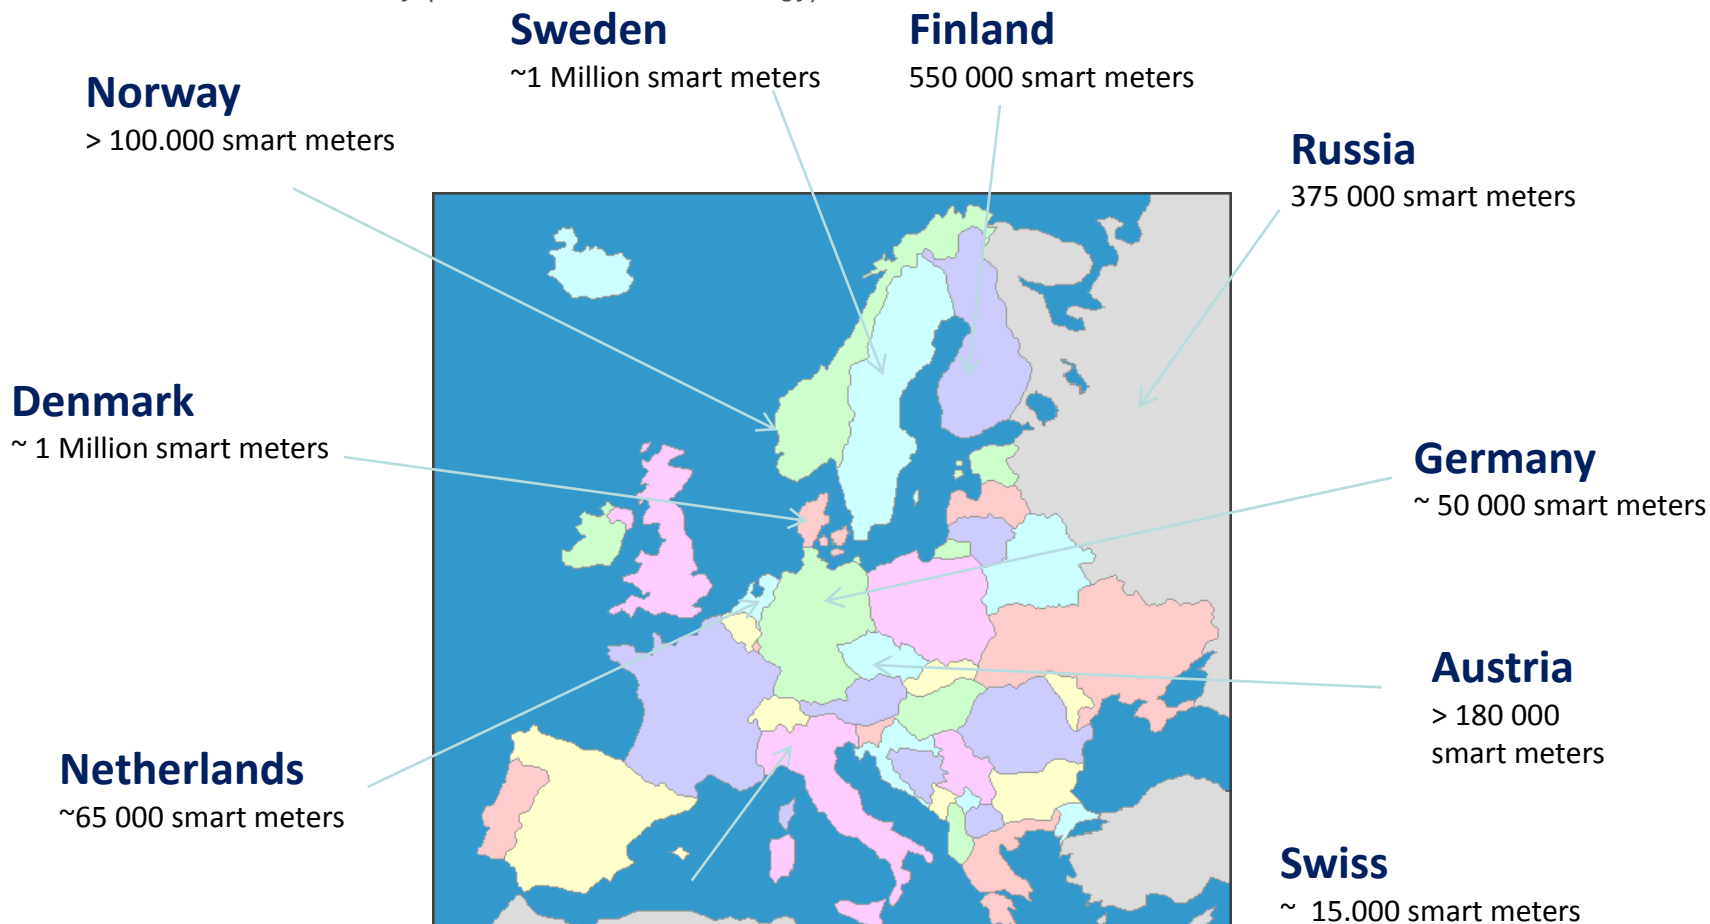 Sweden
~1 Million smart meters
Finland
550 000 smart meters
Norway
> 100.000 smart meters
Russia
375 000 smart meters
Denmark
~ 1 Million smart meters
Germany
~ 50 000 smart meters
Austria
> 180 000
smart meters
Netherlands
~65 000 smart meters
Swiss
~ 15.000 smart meters